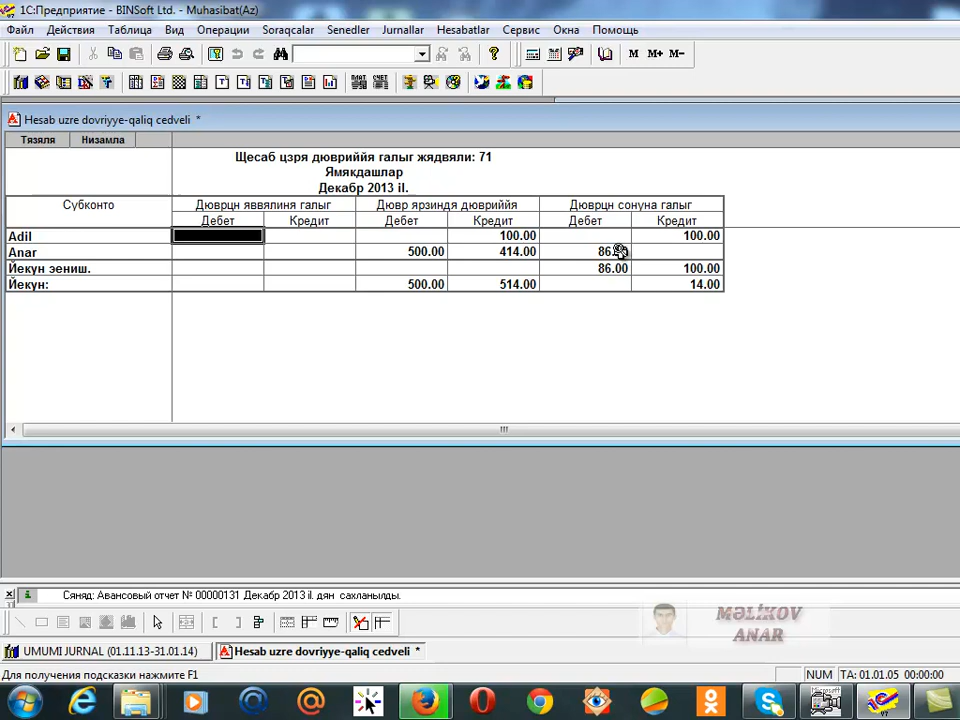 1С:Предприятие - BINSoft Ltd. - Muhasibat(Az)
Файл Действия Таблица Вид Операции Soraqcalar Senedler Jurnallar Hesabatlar Сервис Окна Помощь
M M+ M-
Hesab uzre dovriyye-qaliq cedveli *
Тязяля Низамла
Щесаб цзря дювриййя галыг жядвяли: 71
Ямякдашлар
Декабр 2013 il.
Субконто Дюврцн яввялиня галыг Дювр ярзиндя дювриййя Дюврцн сонуна галыг
Дебет Кредит Дебет Кредит Дебет Кредит
Adil 100.00 100.00
Anar 500.00 414.00
Йекун эениш. 86.00 100.00
Йекун: 500.00 514.00 14.00
Сяняд: Авансовый отчет № 00000131 Декабр 2013 il. дян сахланылды.
MƏLİKOV
ANAR
UMUMI JURNAL (01.11.13-31.01.14) Hesab uzre dovriyye-qaliq cedveli *
Для получения подсказки нажмите F1 NUM TA: 01.01.05 00:00:00